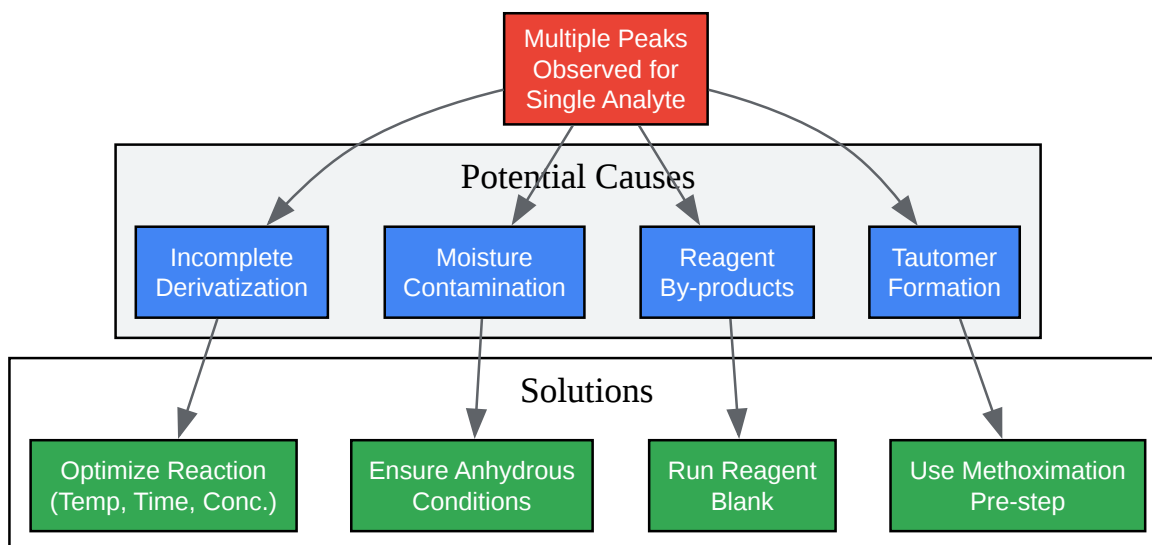 Multiple Peaks
Observed for
Single Analyte
Potential Causes
Incomplete
Derivatization
Moisture
Contamination
Reagent
By-products
Tautomer
Formation
Solutions
Optimize Reaction
(Temp, Time, Conc.)
Ensure Anhydrous
Conditions
Run Reagent
Blank
Use Methoximation
Pre-step